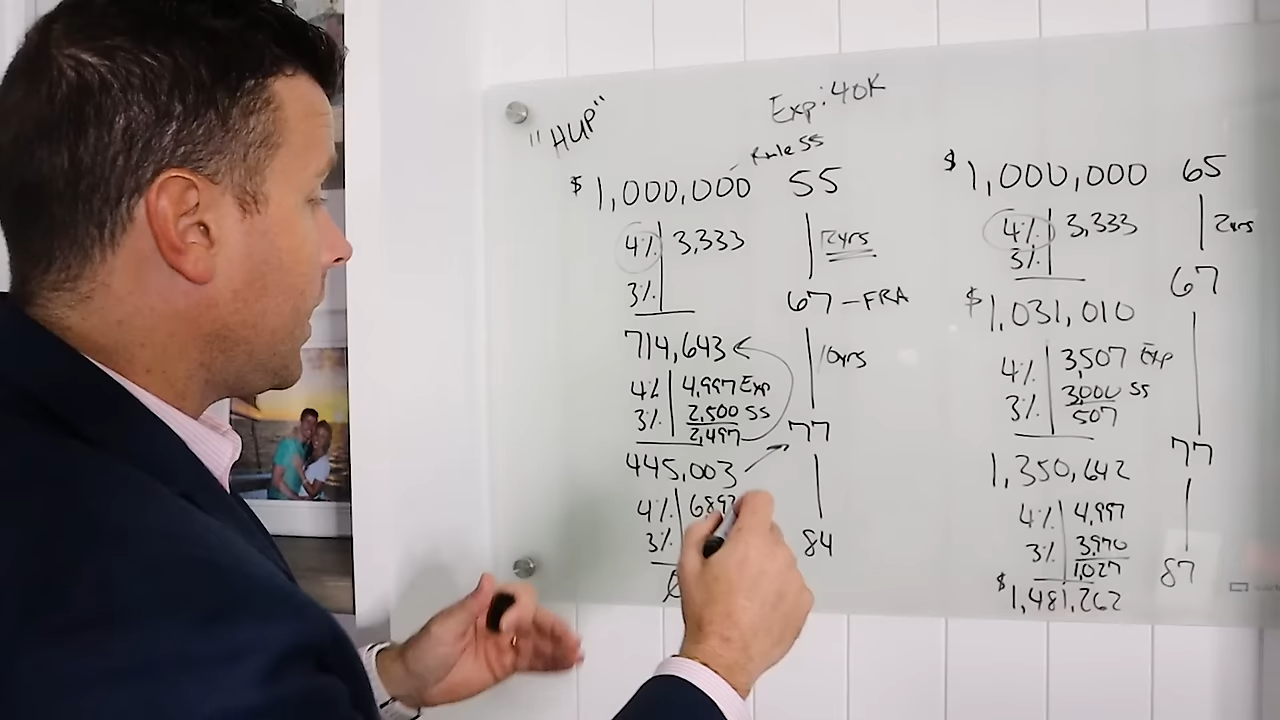 "HUP"
Exp: 40K
Rule 55
$ 1,000,000 55
4% 3,333
12yrs
3%
67 - FRA
714,643
10yrs
4% 4,997 Exp
3% 2,500 SS
2,497
77
445,003
4% 6893
3%
84
$ 1,000,000 65
4% 3,333
2yrs
3%
67
$ 1,031,010
4% 3,507 Exp
3% 3,000 SS
507
77
1,350,642
4% 4,997
3% 3,970
1,027
87
$ 1,481,262